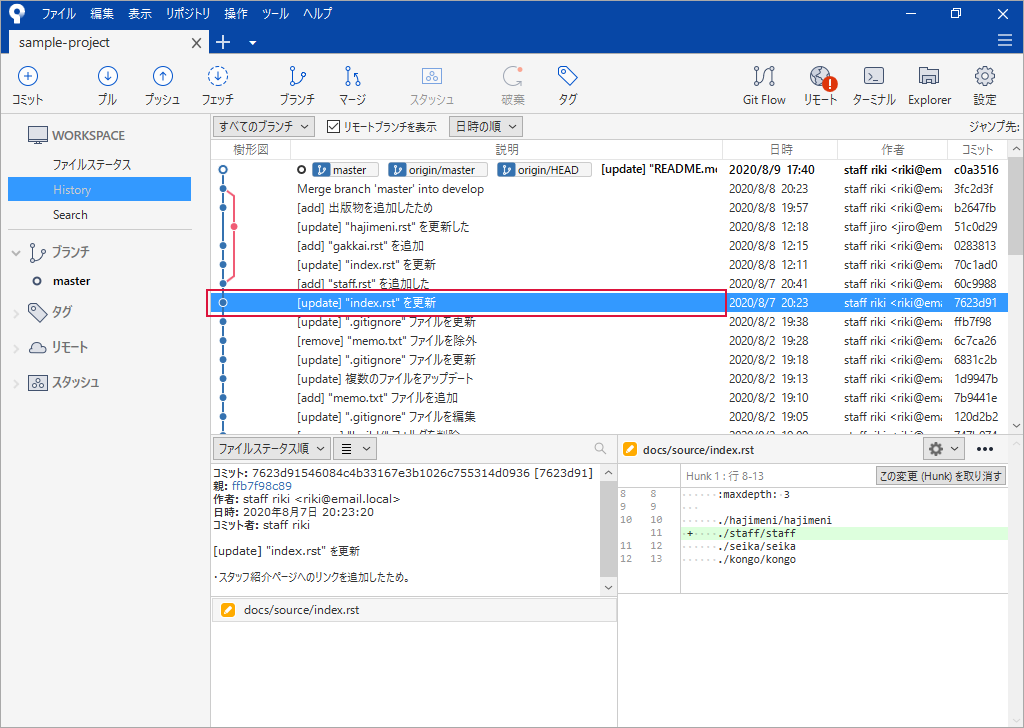 ファイル 編集 表示 リポジトリ 操作 ツール ヘルプ
sample-project
コミット プル プッシュ フェッチ ブランチ マージ スタッシュ 破棄 タグ Git Flow リモート ターミナル Explorer 設定
WORKSPACE
ファイルステータス
History
Search
ブランチ
master
タグ
リモート
スタッシュ
すべてのブランチ リモートブランチを表示 日時の順 ジャンプ先:
樹形図 説明 日時 作者 コミット
master origin/master origin/HEAD [update] "README.m 2020/8/9 17:40 staff riki <riki@em c0a3516
Merge branch 'master' into develop 2020/8/8 20:23 staff riki <riki@ema 3fc2d3f
[add] 出版物を追加したため 2020/8/8 19:57 staff riki <riki@ema b2647fb
[update] "hajimeni.rst" を更新した 2020/8/8 12:18 staff jiro <jiro@ema 51c0d29
[add] "gakkai.rst" を追加 2020/8/8 12:15 staff riki <riki@ema 0283813
[update] "index.rst" を更新 2020/8/8 12:11 staff riki <riki@ema 70c1ad0
[add] "staff.rst" を追加した 2020/8/7 20:41 staff riki <riki@ema 60c9988
[update] "index.rst" を更新 2020/8/7 20:23 staff riki <riki@ema 7623d91
[update] ".gitignore" ファイルを更新 2020/8/2 19:38 staff riki <riki@ema ffb7f98
[remove] "memo.txt" ファイルを除外 2020/8/2 19:28 staff riki <riki@ema 6c7ca26
[update] ".gitignore" ファイルを更新 2020/8/2 19:18 staff riki <riki@ema 6831c2b
[update] 複数のファイルをアップデート 2020/8/2 19:13 staff riki <riki@ema 1d9947b
[add] "memo.txt" ファイルを追加 2020/8/2 19:10 staff riki <riki@ema 7b9441e
[update] ".gitignore" ファイルを編集 2020/8/2 19:05 staff riki <riki@ema 120d2b2
ファイルステータス順
コミット: 7623d91546084c4b33167e3b1026c755314d0936 [7623d91]
親: ffb7f98c89
作者: staff riki <riki@email.local>
日時: 2020年8月7日 20:23:20
コミット者: staff riki
[update] "index.rst" を更新
・スタッフ紹介ページへのリンクを追加したため。
docs/source/index.rst
docs/source/index.rst
Hunk 1 : 行 8-13 この変更 (Hunk) を取り消す
8 8 :maxdepth: 3
9 9
10 10 ./hajimeni/hajimeni
11 + ./staff/staff
11 12 ./seika/seika
12 13 ./kongo/kongo